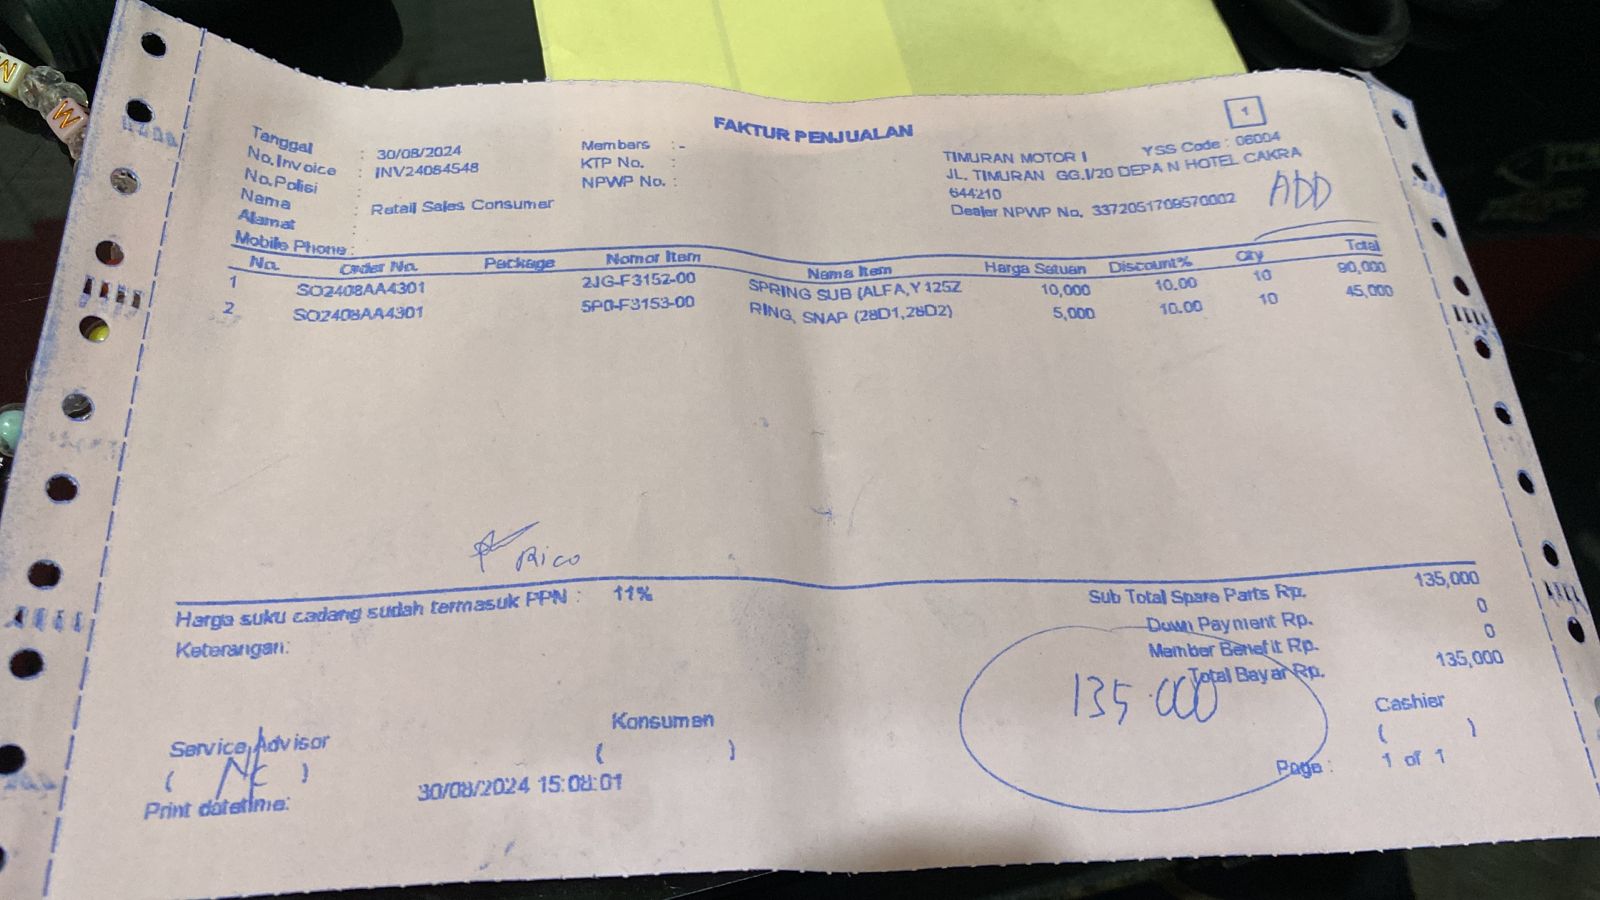 FAKTUR PENJUALAN
1
Tanggal : 30/08/2024
No.Invoice : INV24084548
No.Polisi :
Nama : Retail Sales Consumer
Alamat :
Mobile Phone :
Members : -
KTP No. :
NPWP No. :
TIMURAN MOTOR I YSS Code : 06004
JL. TIMURAN GG.I/20 DEPA N HOTEL CAKRA
644210
Dealer NPWP No. 3372051709570002
ADD
No. Order No. Package Nomor Item Nama Item Harga Satuan Discount% Qty Total
1 SO2408AA4301 2JG-F3152-00 SPRING SUB (ALFA,Y125Z 10,000 10.00 10 90,000
2 SO2408AA4301 5P0-F3153-00 RING, SNAP (28D1,28D2) 5,000 10.00 10 45,000
Rico
Harga suku cadang sudah termasuk PPN : 11%
Keterangan:
Sub Total Spare Parts Rp. 135,000
Down Payment Rp. 0
Member Benefit Rp. 0
Total Bayar Rp. 135,000
135.000
Service Advisor
( )
Konsumen
( )
Cashier
( )
Print datetime: 30/08/2024 15:08:01
Page : 1 of 1